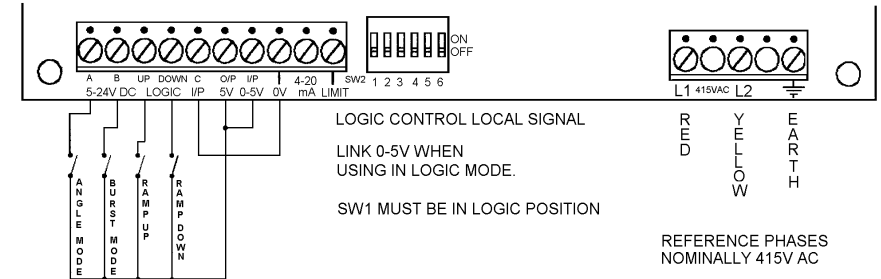 ON
OFF
A B UP DOWN C O/P I/P 4-20 SW2
5-24V DC LOGIC I/P 5V 0-5V 0V mA LIMIT
1 2 3 4 5 6
L1 415VAC L2
LOGIC CONTROL LOCAL SIGNAL
LINK 0-5V WHEN
USING IN LOGIC MODE.
SW1 MUST BE IN LOGIC POSITION
RED
YELLOW
EARTH
ANGLE MODE
BURST MODE
RAMP UP
RAMP DOWN
REFERENCE PHASES
NOMINALLY 415V AC